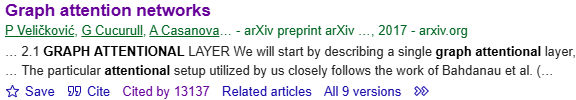 Graph attention networks
P Veličković, G Cucurull, A Casanova… - arXiv preprint arXiv …, 2017 - arxiv.org
… 2.1 GRAPH ATTENTIONAL LAYER We will start by describing a single graph attentional layer,
… The particular attentional setup utilized by us closely follows the work of Bahdanau et al. (…
Save Cite Cited by 13137 Related articles All 9 versions